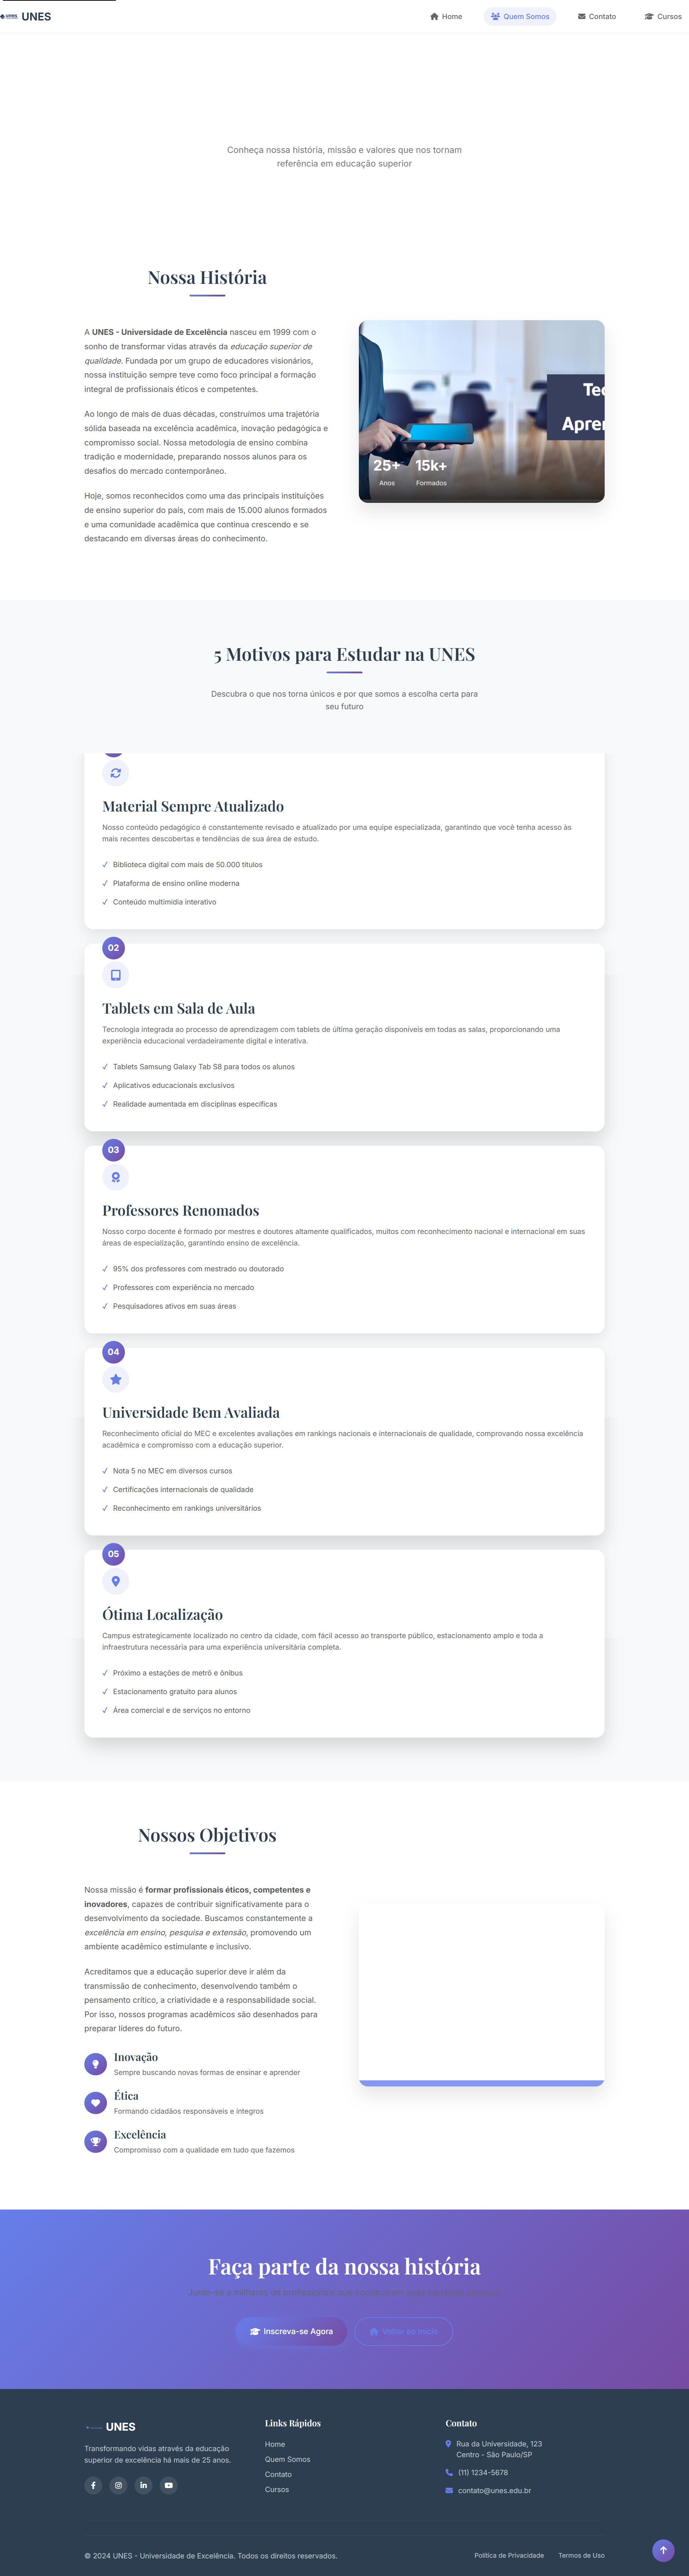 UNES
Home
Quem Somos
Contato
Cursos
Conheça nossa história, missão e valores que nos tornam
referência em educação superior
Nossa História
A UNES - Universidade de Excelência nasceu em 1999 com o
sonho de transformar vidas através da educação superior de
qualidade. Fundada por um grupo de educadores visionários,
nossa instituição sempre teve como foco principal a formação
integral de profissionais éticos e competentes.
Ao longo de mais de duas décadas, construímos uma trajetória
sólida baseada na excelência acadêmica, inovação pedagógica e
compromisso social. Nossa metodologia de ensino combina
tradição e modernidade, preparando nossos alunos para os
desafios do mercado contemporâneo.
Hoje, somos reconhecidos como uma das principais instituições
de ensino superior do país, com mais de 15.000 alunos formados
e uma comunidade acadêmica que continua crescendo e se
destacando em diversas áreas do conhecimento.
Tec
Apren
25+
15k+
Anos
Formados
5 Motivos para Estudar na UNES
Descubra o que nos torna únicos e por que somos a escolha certa para
seu futuro
Material Sempre Atualizado
Nosso conteúdo pedagógico é constantemente revisado e atualizado por uma equipe especializada, garantindo que você tenha acesso às
mais recentes descobertas e tendências de sua área de estudo.
Biblioteca digital com mais de 50.000 títulos
Plataforma de ensino online moderna
Conteúdo multimídia interativo
02
Tablets em Sala de Aula
Tecnologia integrada ao processo de aprendizagem com tablets de última geração disponíveis em todas as salas, proporcionando uma
experiência educacional verdadeiramente digital e interativa.
Tablets Samsung Galaxy Tab S8 para todos os alunos
Aplicativos educacionais exclusivos
Realidade aumentada em disciplinas específicas
03
Professores Renomados
Nosso corpo docente é formado por mestres e doutores altamente qualificados, muitos com reconhecimento nacional e internacional em suas
áreas de especialização, garantindo ensino de excelência.
95% dos professores com mestrado ou doutorado
Professores com experiência no mercado
Pesquisadores ativos em suas áreas
04
Universidade Bem Avaliada
Reconhecimento oficial do MEC e excelentes avaliações em rankings nacionais e internacionais de qualidade, comprovando nossa excelência
acadêmica e compromisso com a educação superior.
Nota 5 no MEC em diversos cursos
Certificações internacionais de qualidade
Reconhecimento em rankings universitários
05
Ótima Localização
Campus estrategicamente localizado no centro da cidade, com fácil acesso ao transporte público, estacionamento amplo e toda a
infraestrutura necessária para uma experiência universitária completa.
Próximo a estações de metrô e ônibus
Estacionamento gratuito para alunos
Área comercial e de serviços no entorno
Nossos Objetivos
Nossa missão é formar profissionais éticos, competentes e
inovadores, capazes de contribuir significativamente para o
desenvolvimento da sociedade. Buscamos constantemente a
excelência em ensino, pesquisa e extensão, promovendo um
ambiente acadêmico estimulante e inclusivo.
Acreditamos que a educação superior deve ir além da
transmissão de conhecimento, desenvolvendo também o
pensamento crítico, a criatividade e a responsabilidade social.
Por isso, nossos programas acadêmicos são desenhados para
preparar líderes do futuro.
Inovação
Sempre buscando novas formas de ensinar e aprender
Ética
Formando cidadãos responsáveis e íntegros
Excelência
Compromisso com a qualidade em tudo que fazemos
Faça parte da nossa história
Junte-se a milhares de profissionais que
Inscreva-se Agora
Voltar ao Início
UNES
Transformando vidas através da educação
superior de excelência há mais de 25 anos.
Links Rápidos
Home
Quem Somos
Contato
Cursos
Contato
Rua da Universidade, 123
Centro - São Paulo/SP
(11) 1234-5678
contato@unes.edu.br
© 2024 UNES - Universidade de Excelência. Todos os direitos reservados.
Política de Privacidade
Termos de Uso